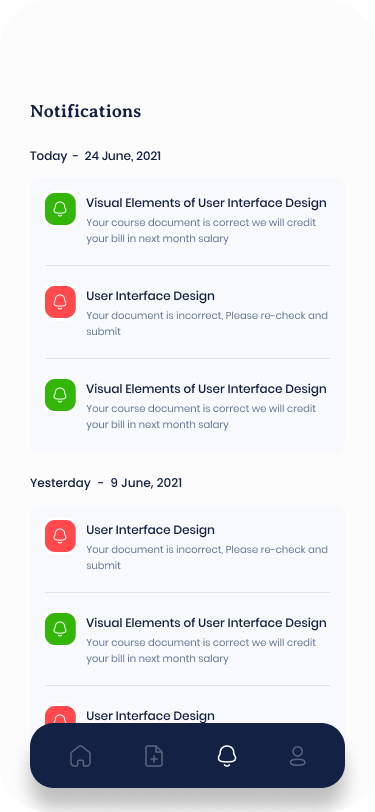 Notifications
Today - 24 June, 2021
Visual Elements of User Interface Design
Your course document is correct we will credit
your bill in next month salary
User Interface Design
Your document is incorrect, Please re-check and
submit
Visual Elements of User Interface Design
Your course document is correct we will credit
your bill in next month salary
Yesterday - 9 June, 2021
User Interface Design
Your document is incorrect, Please re-check and
submit
Visual Elements of User Interface Design
Your course document is correct we will credit
your bill in next month salary
User Interface Design